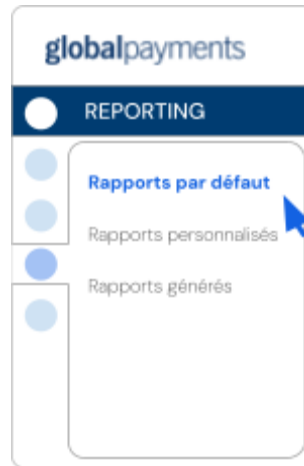 globalpayments
REPORTING
Rapports par défaut
Rapports personnalisés
Rapports générés